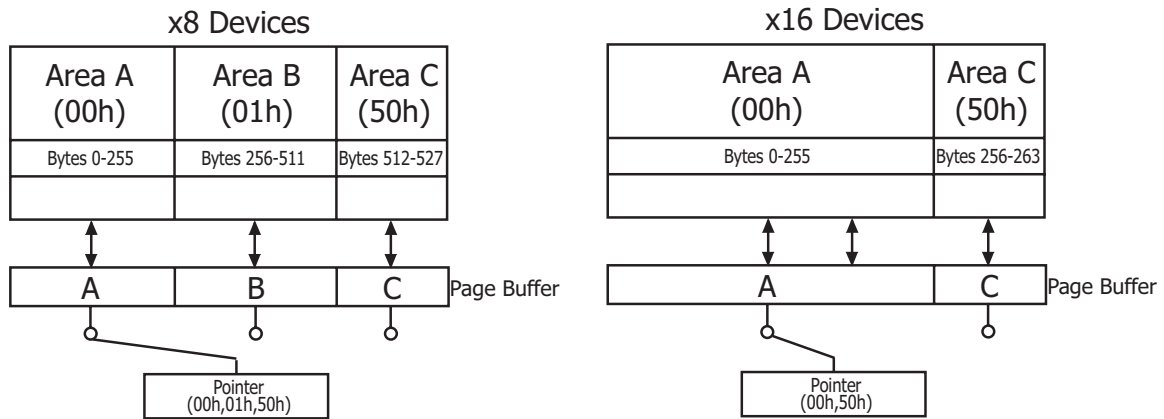 x8 Devices
Area A
(00h)
Area B
(01h)
Area C
(50h)
Bytes 0-255
Bytes 256-511
Bytes 512-527
A
B
C
Page Buffer
Pointer
(00h,01h,50h)
x16 Devices
Area A
(00h)
Area C
(50h)
Bytes 0-255
Bytes 256-263
A
C
Page Buffer
Pointer
(00h,50h)